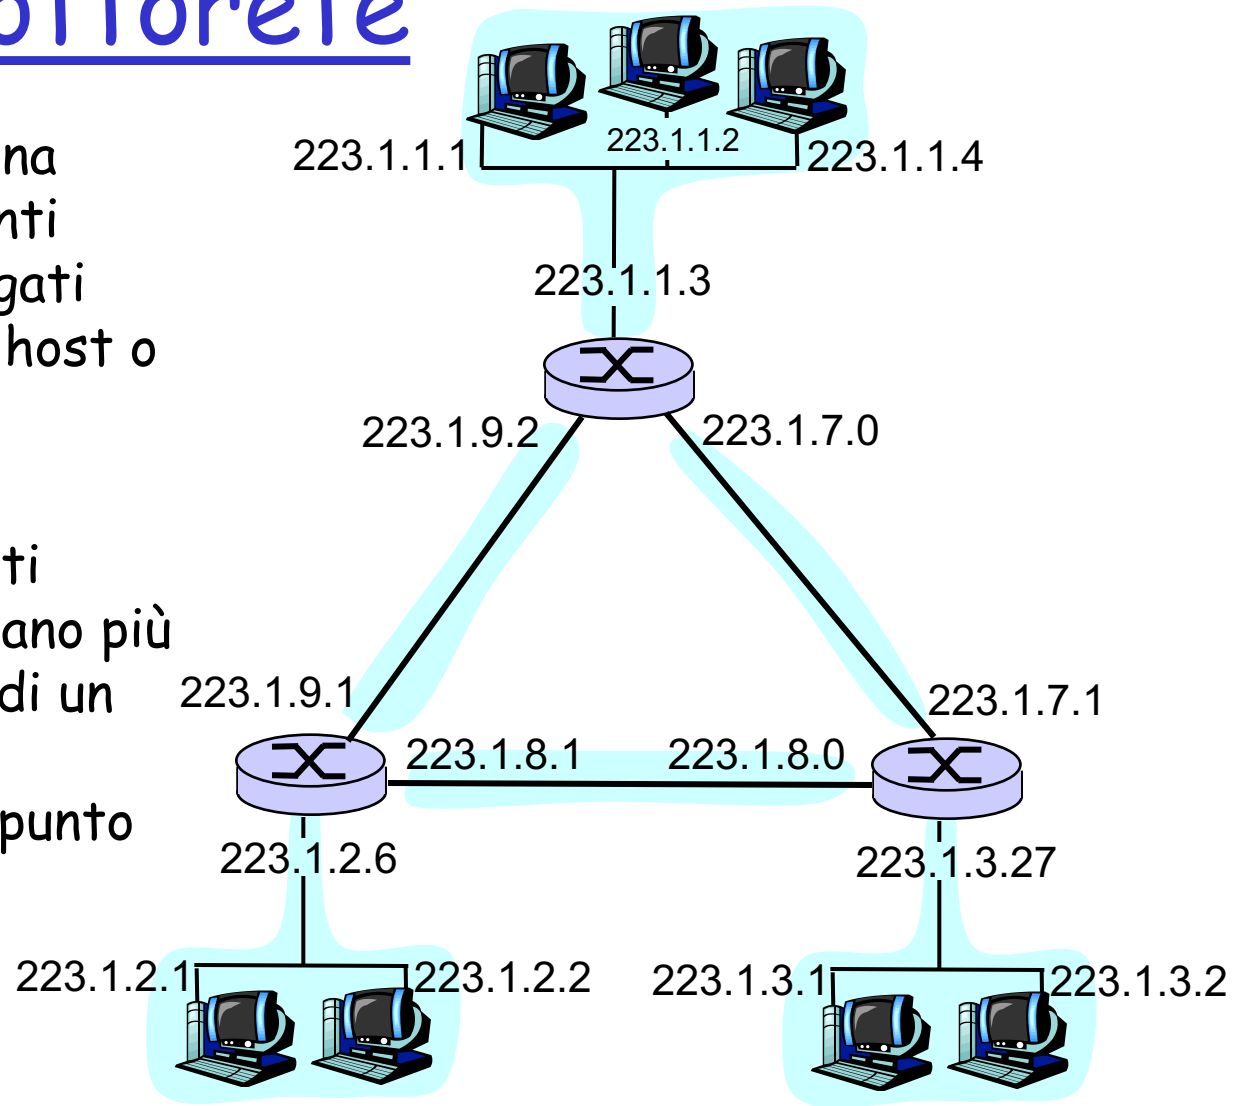 ottorete
na
nti
gati
host o
ti
ano più
di un
punto
223.1.1.1
223.1.1.2
223.1.1.4
223.1.1.3
223.1.9.2
223.1.7.0
223.1.9.1
223.1.7.1
223.1.8.1
223.1.8.0
223.1.2.6
223.1.3.27
223.1.2.1
223.1.2.2
223.1.3.1
223.1.3.2